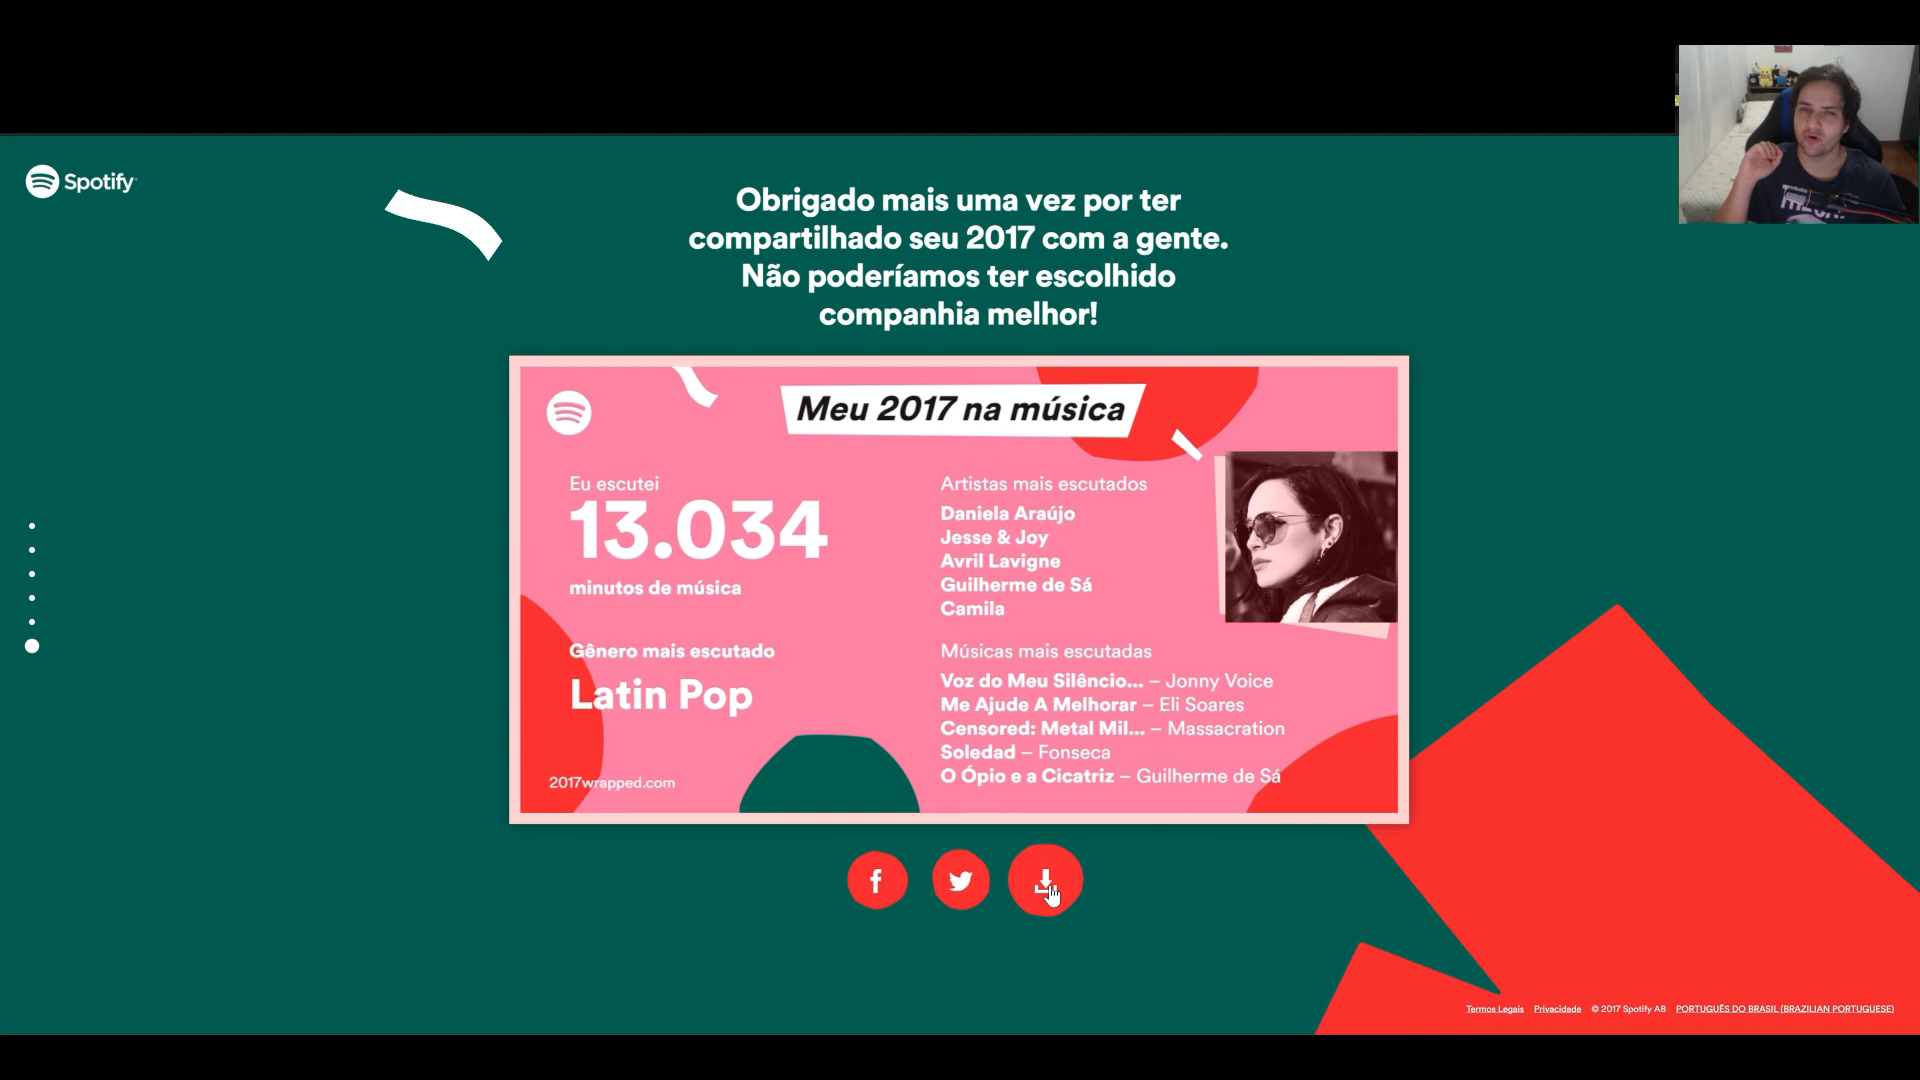 Spotify
Obrigado mais uma vez por ter
compartilhado seu 2017 com a gente.
Não poderíamos ter escolhido
companhia melhor!
Meu 2017 na música
Eu escutei
13.034
minutos de música
Gênero mais escutado
Latin Pop
2017wrapped.com
Artistas mais escutados
Daniela Araújo
Jesse & Joy
Avril Lavigne
Guilherme de Sá
Camila
Músicas mais escutadas
Voz do Meu Silêncio... – Jonny Voice
Me Ajude A Melhorar – Eli Soares
Censored: Metal Mil... – Massacration
Soledad – Fonseca
O Ópio e a Cicatriz – Guilherme de Sá
Termos Legais Privacidade © 2017 Spotify AB PORTUGUÊS DO BRASIL (BRAZILIAN PORTUGUESE)